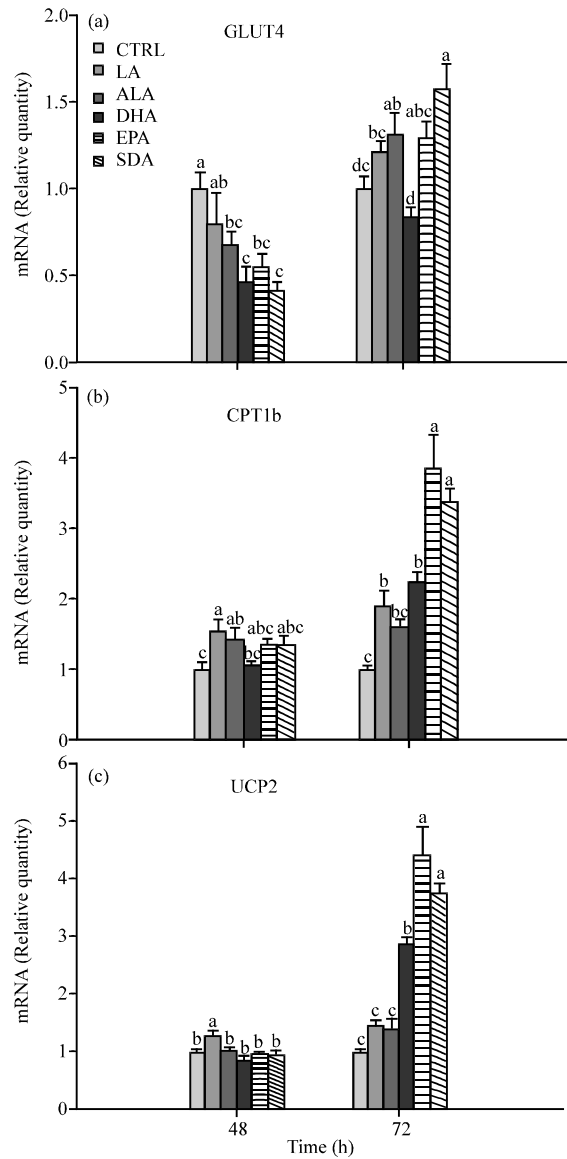 (a)
GLUT4
CTRL
LA
ALA
DHA
EPA
SDA
mRNA (Relative quantity)
2.0
1.5
1.0
0.5
0.0
a
ab
bc
c
bc
c
dc
bc
ab
d
abc
a
(b)
CPT1b
mRNA (Relative quantity)
5
4
3
2
1
0
c
a
ab
bc
abc
abc
c
b
bc
b
a
a
(c)
UCP2
mRNA (Relative quantity)
6
5
4
3
2
1
0
b
a
b
b
b
b
c
c
c
b
a
a
48
72
Time (h)